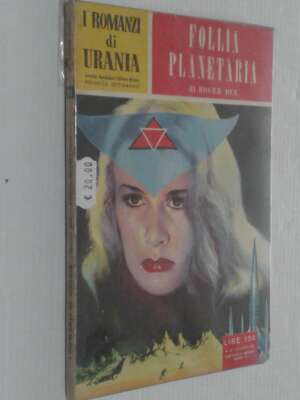 I ROMANZI
di
URANIA
FOLLIA
PLANETARIA
di ROGER DEE
€ 20,00
LIRE 150